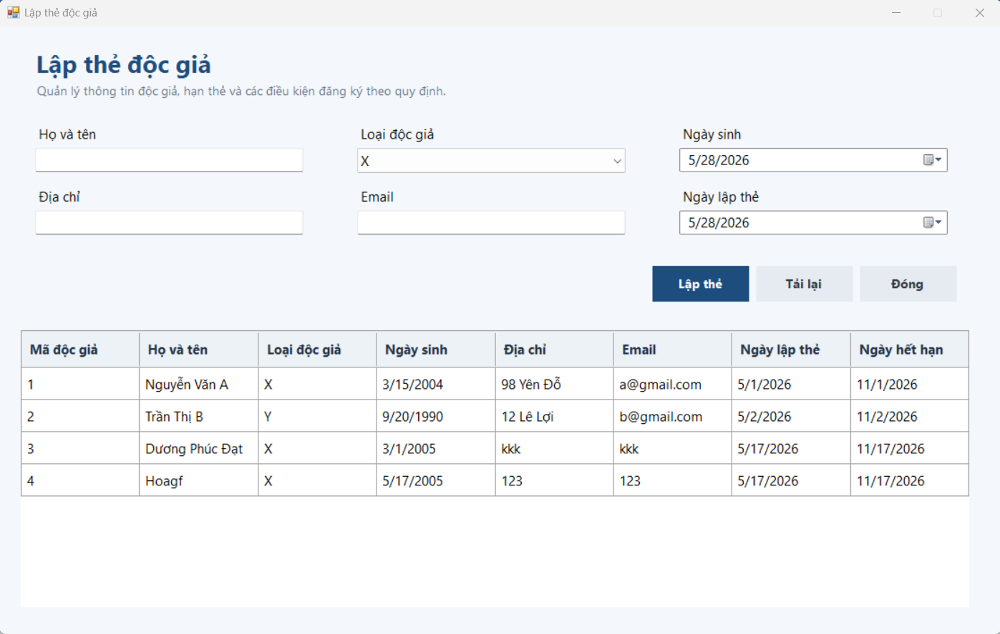 Lập thẻ độc giả
Lập thẻ độc giả
Quản lý thông tin độc giả, hạn thẻ và các điều kiện đăng ký theo quy định.
Họ và tên Loại độc giả Ngày sinh
X 5/28/2026
Địa chỉ Email Ngày lập thẻ
5/28/2026
Lập thẻ Tải lại Đóng
Mã độc giả Họ và tên Loại độc giả Ngày sinh Địa chỉ Email Ngày lập thẻ Ngày hết hạn
1 Nguyễn Văn A X 3/15/2004 98 Yên Đỗ a@gmail.com 5/1/2026 11/1/2026
2 Trần Thị B Y 9/20/1990 12 Lê Lợi b@gmail.com 5/2/2026 11/2/2026
3 Dương Phúc Đạt X 3/1/2005 kkk kkk 5/17/2026 11/17/2026
4 Hoagf X 5/17/2005 123 123 5/17/2026 11/17/2026